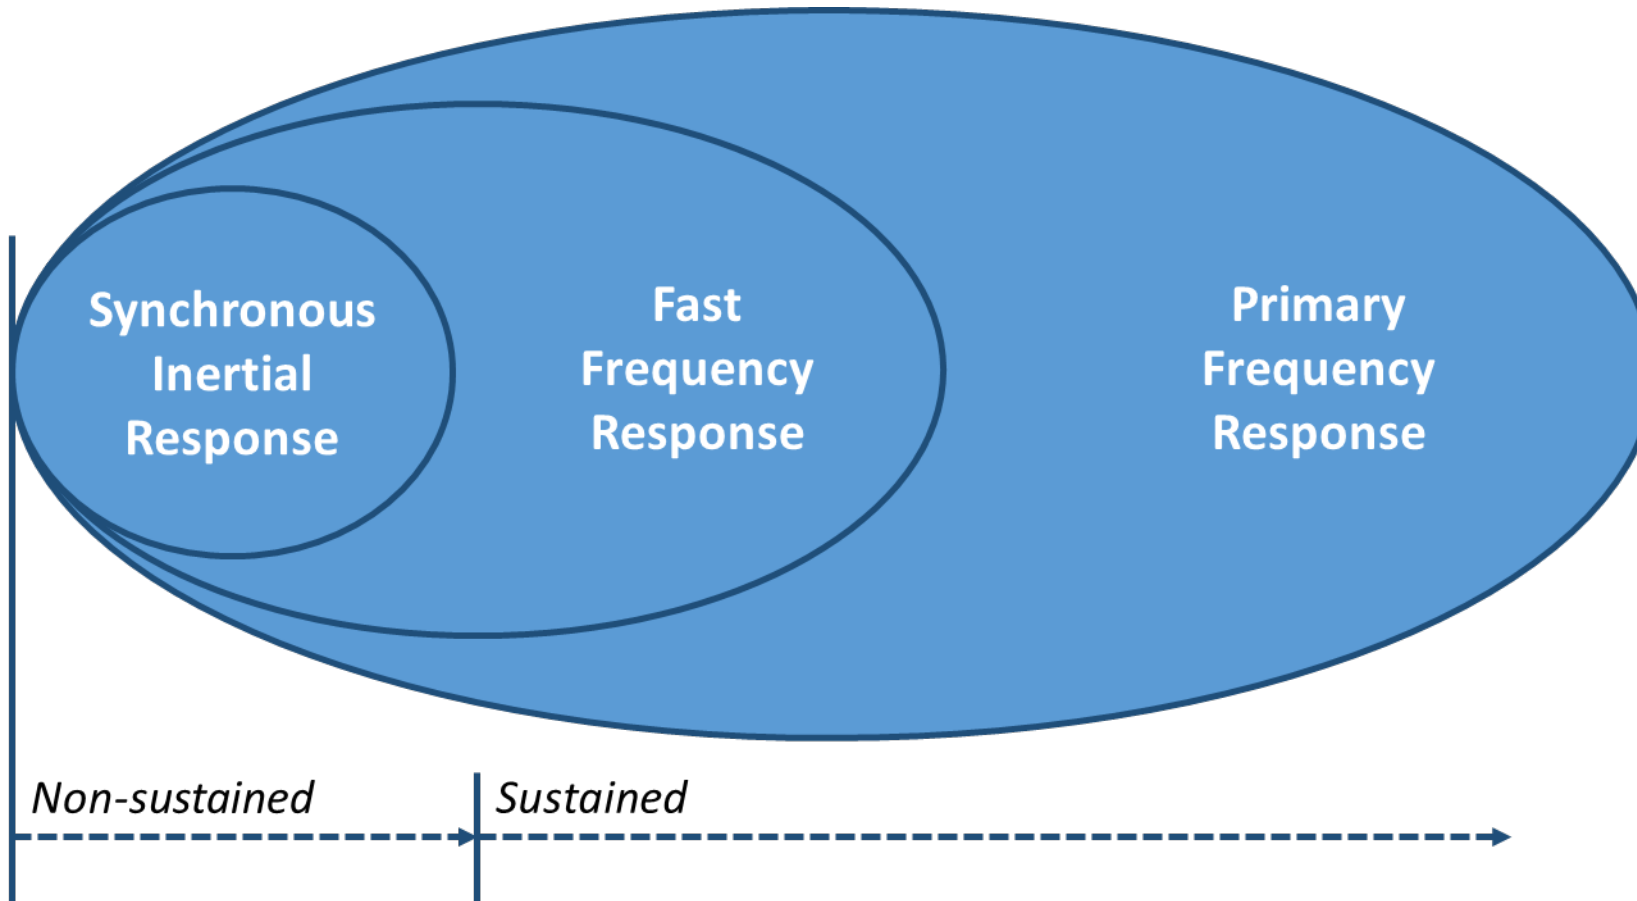 Synchronous
Inertial
Response
Fast
Frequency
Response
Primary
Frequency
Response
Non-sustained
Sustained